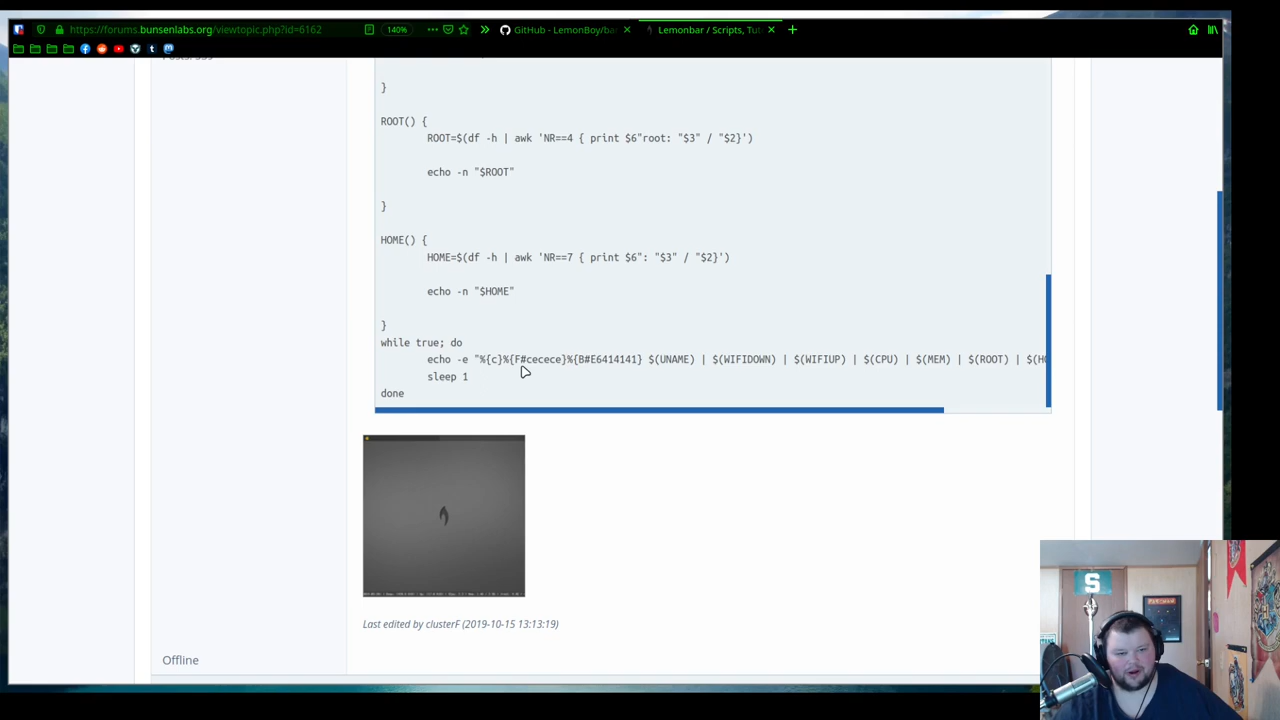 https://forums.bunsenlabs.org/viewtopic.php?id=6162
140%
GitHub - LemonBoy/ba
Lemonbar / Scripts, Tut
}
ROOT() {
ROOT=$(df -h | awk 'NR==4 { print $6"root: "$3" / "$2}')
echo -n "$ROOT"
}
HOME() {
HOME=$(df -h | awk 'NR==7 { print $6": "$3" / "$2}')
echo -n "$HOME"
}
while true; do
echo -e "%{c}%{F#cecece}%{B#E6414141} $(UNAME) | $(WIFIDOWN) | $(WIFIUP) | $(CPU) | $(MEM) | $(ROOT) | $(HO
sleep 1
done
Last edited by clusterF (2019-10-15 13:13:19)
Offline
S